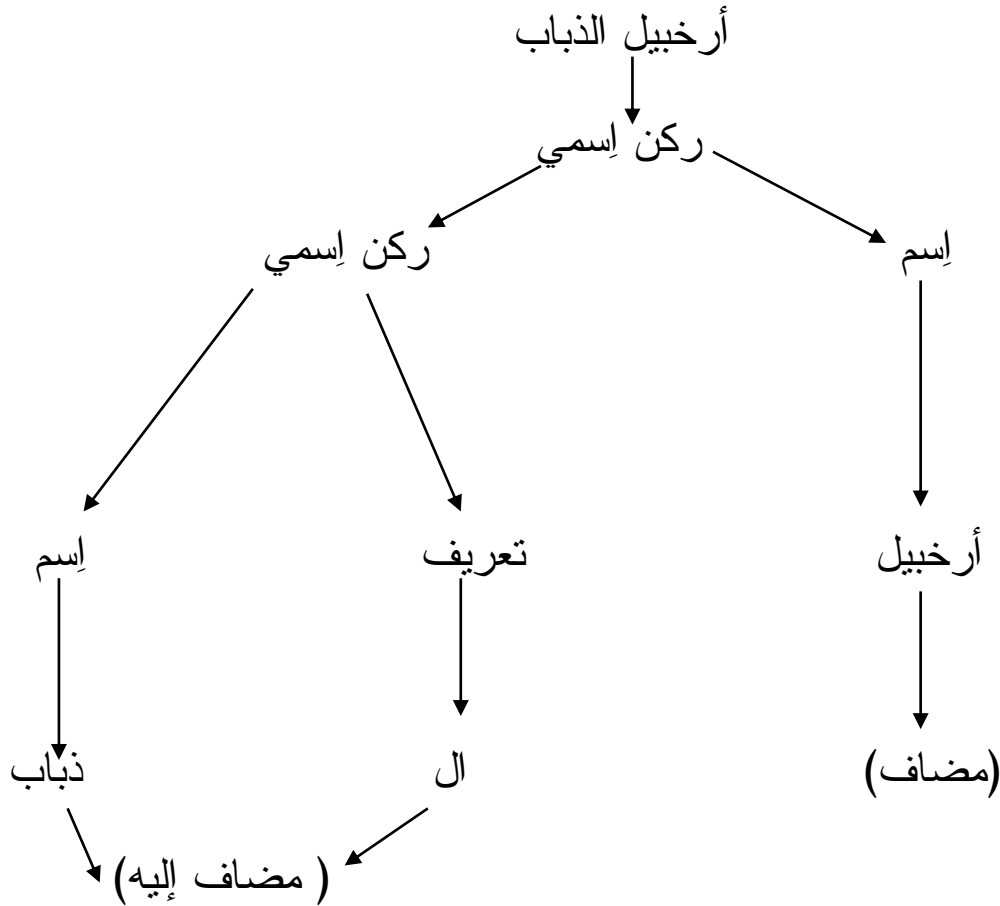 أرخبيل الذباب
ركن اِسمي
اِسم
ركن اِسمي
أرخبيل
تعريف
اِسم
(مضاف)
ال
ذباب
( مضاف إليه)